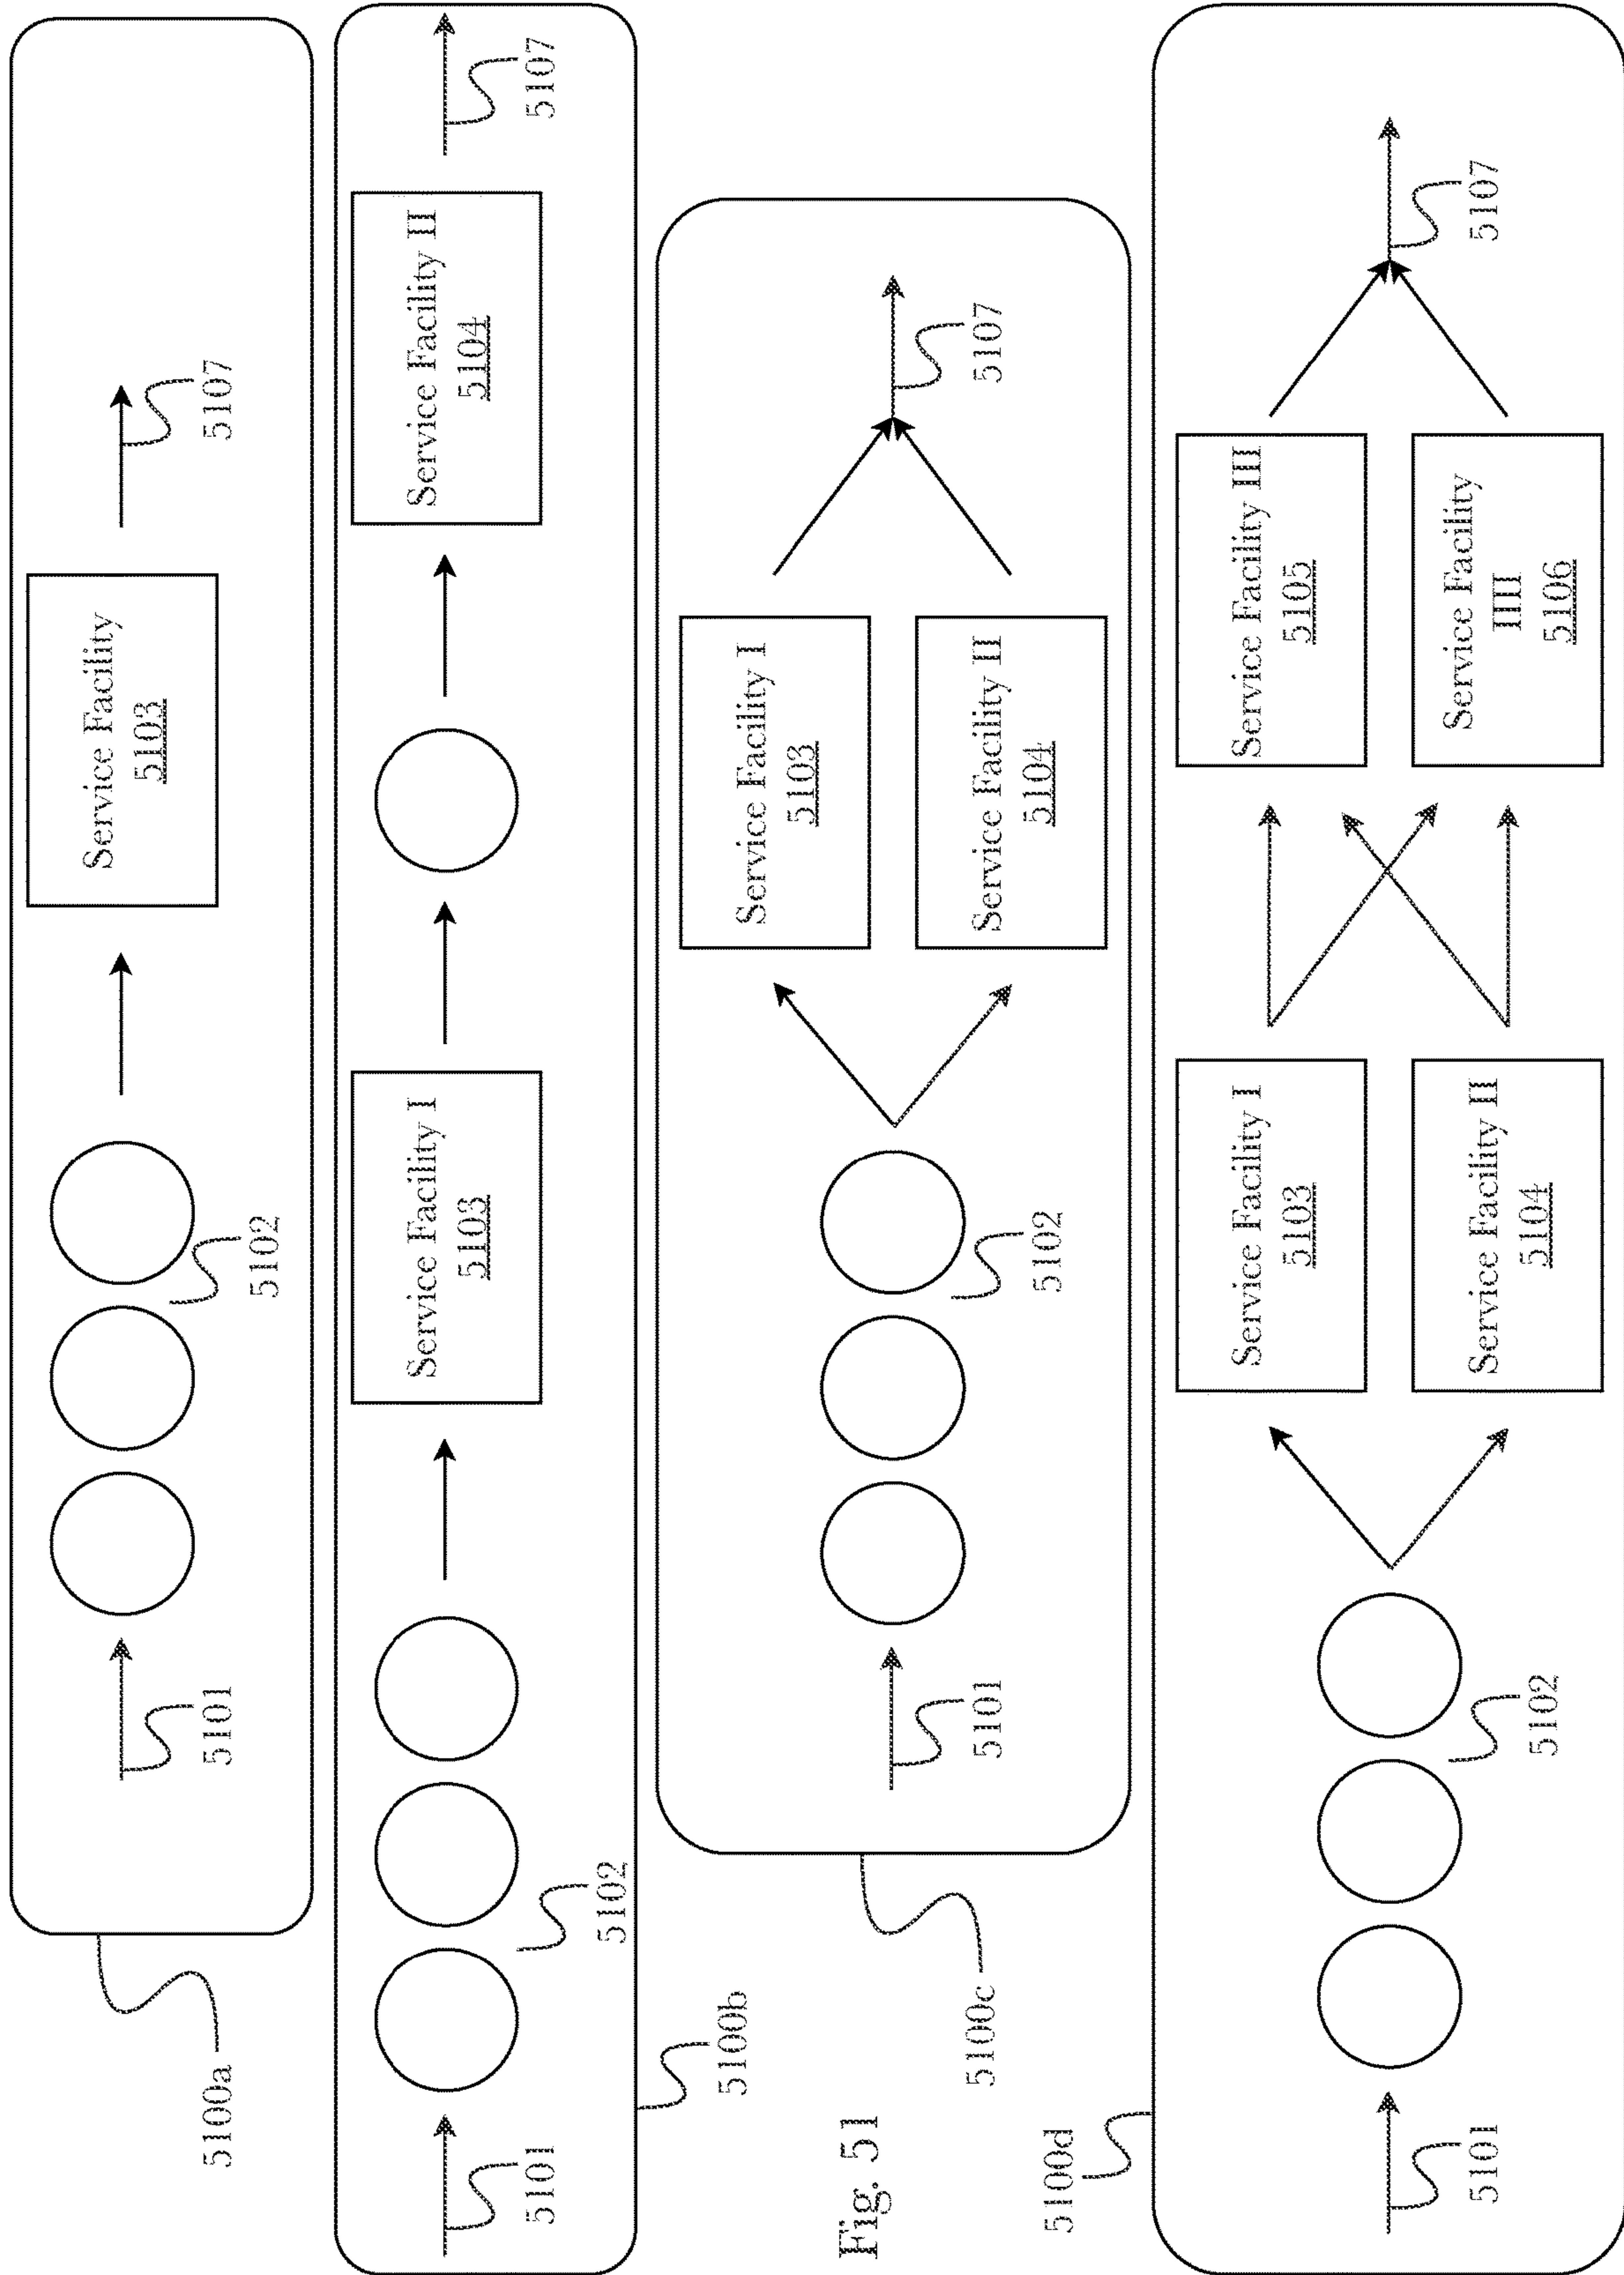 5100a
5101
5102
Service Facility
5103
5107
5100b
5101
5102
Service Facility I
5103
Service Facility II
5104
5107
Fig. 51
5100c
5101
5102
Service Facility I
5103
Service Facility II
5104
5107
5100d
5101
5102
Service Facility I
5103
Service Facility II
5104
Service Facility III
5105
Service Facility
IIII
5106
5107